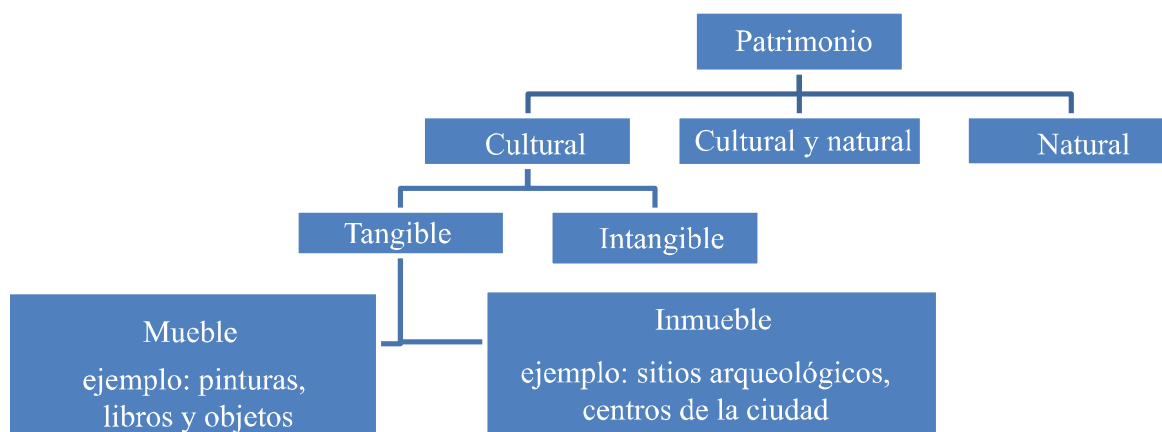 Patrimonio
Cultural
Cultural y natural
Natural
Tangible
Intangible
Mueble
ejemplo: pinturas,
libros y objetos
Inmueble
ejemplo: sitios arqueológicos,
centros de la ciudad